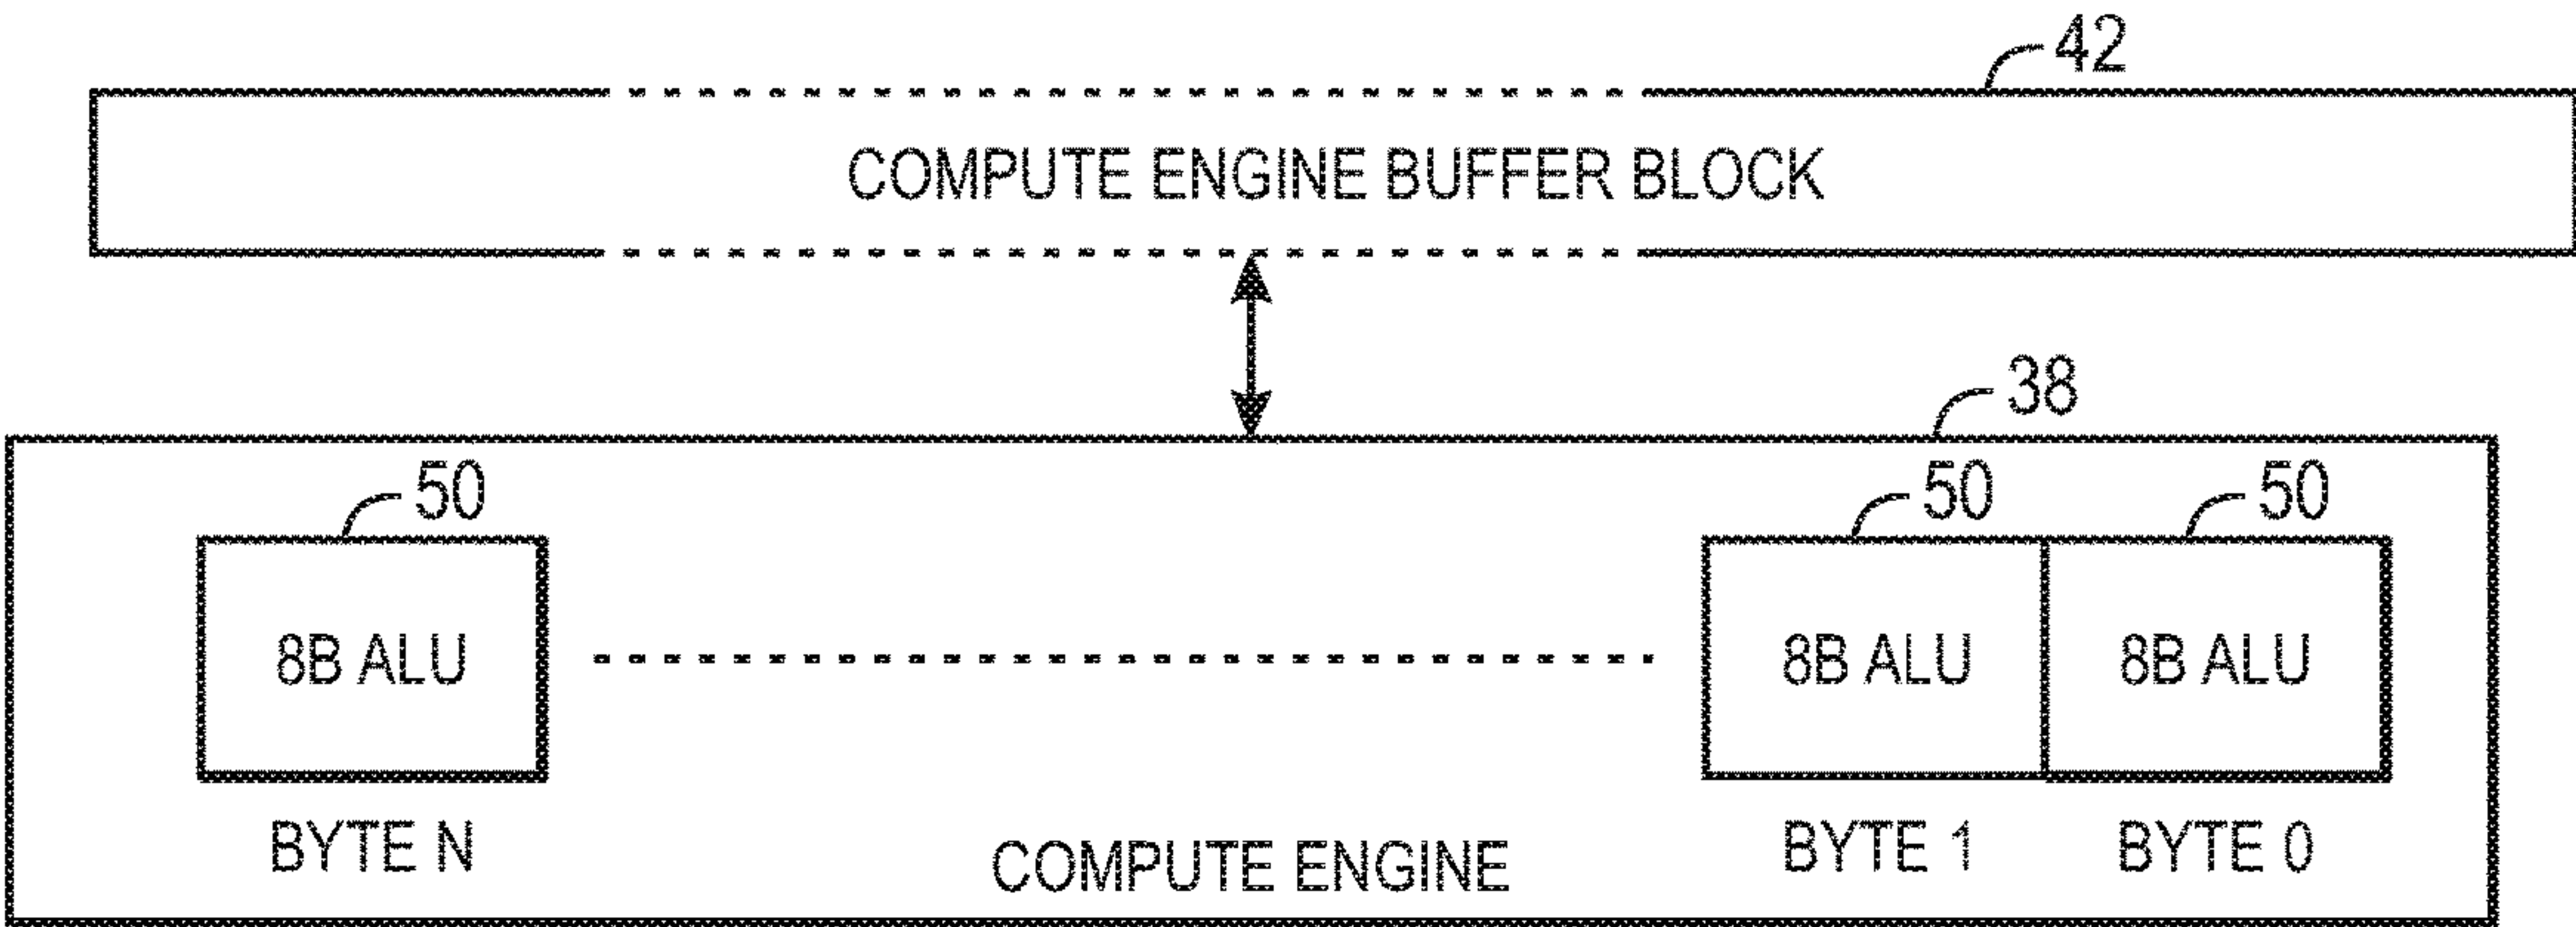 42
COMPUTE ENGINE BUFFER BLOCK
38
50 50 50
8B ALU 8B ALU 8B ALU
BYTE N BYTE 1 BYTE 0
COMPUTE ENGINE